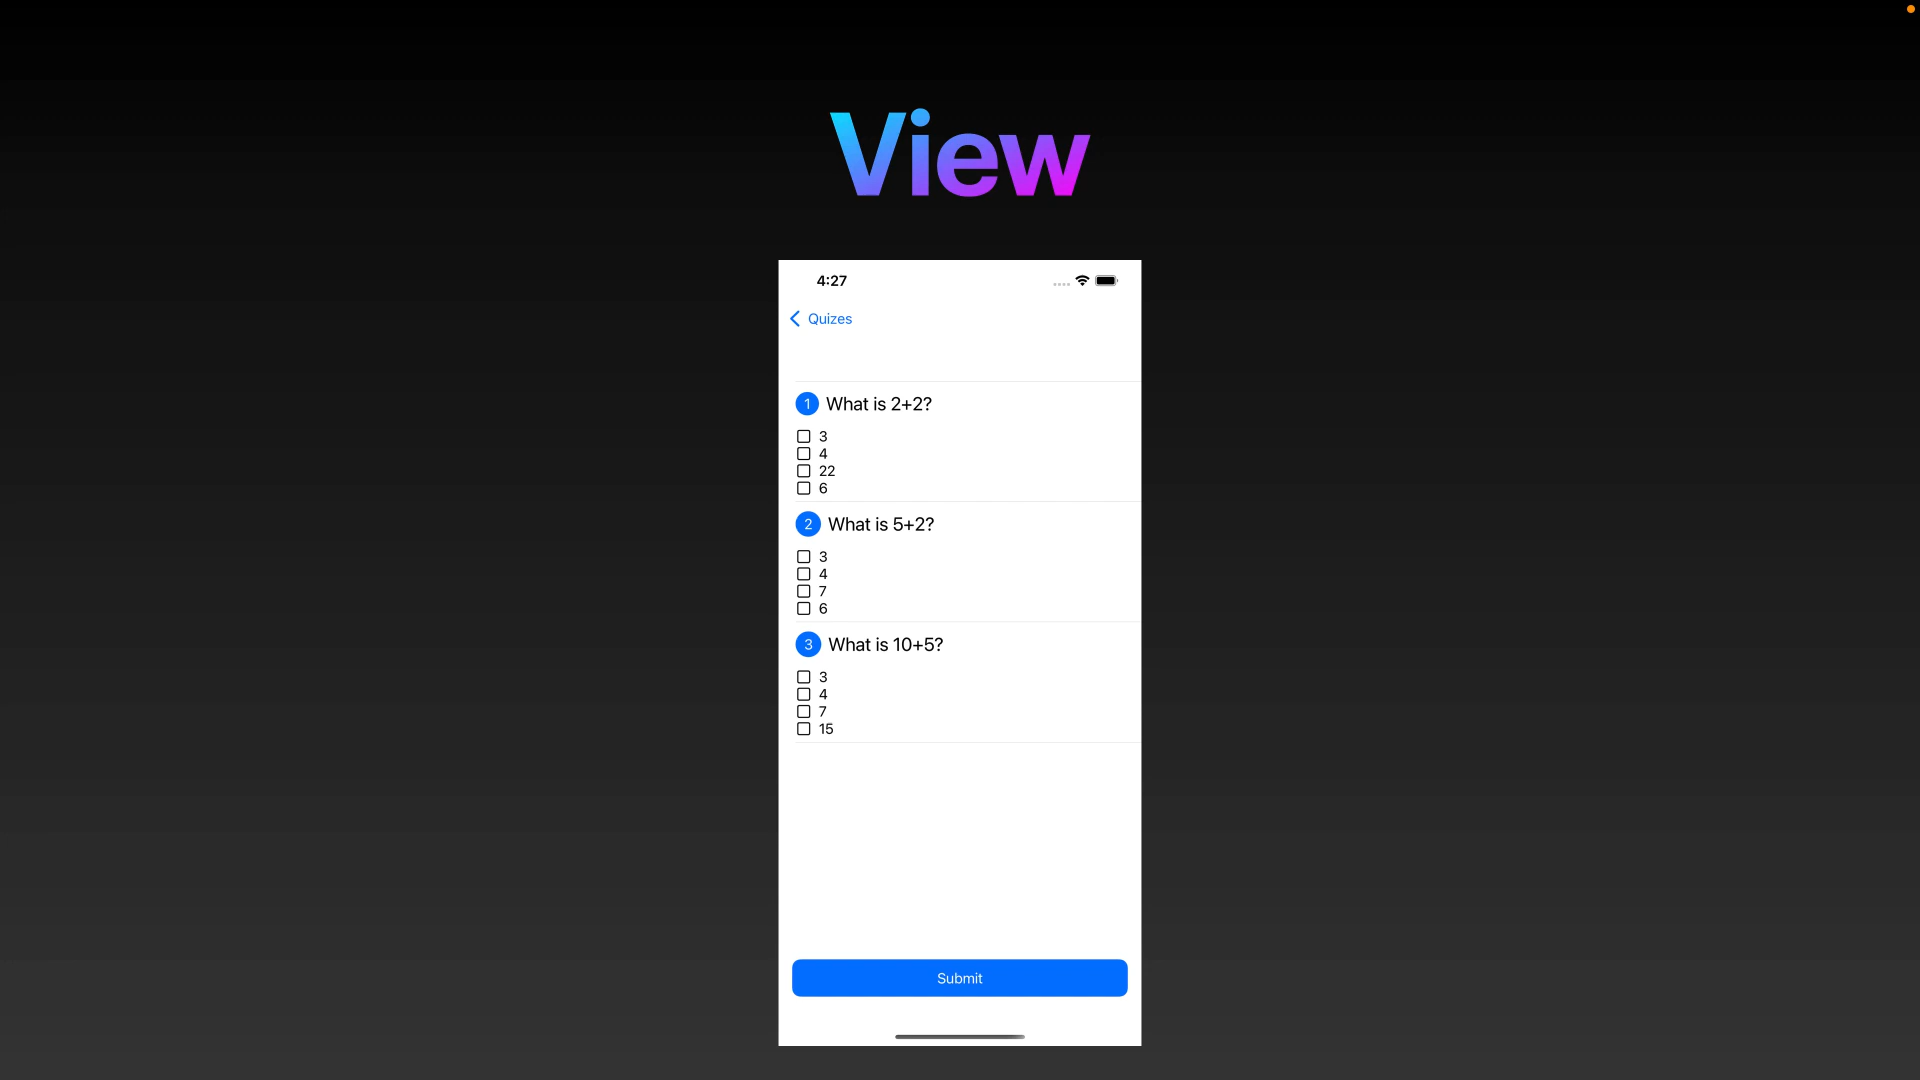 View
4:27
Quizes
1 What is 2+2?
3
4
22
6
2 What is 5+2?
3
4
7
6
3 What is 10+5?
3
4
7
15
Submit